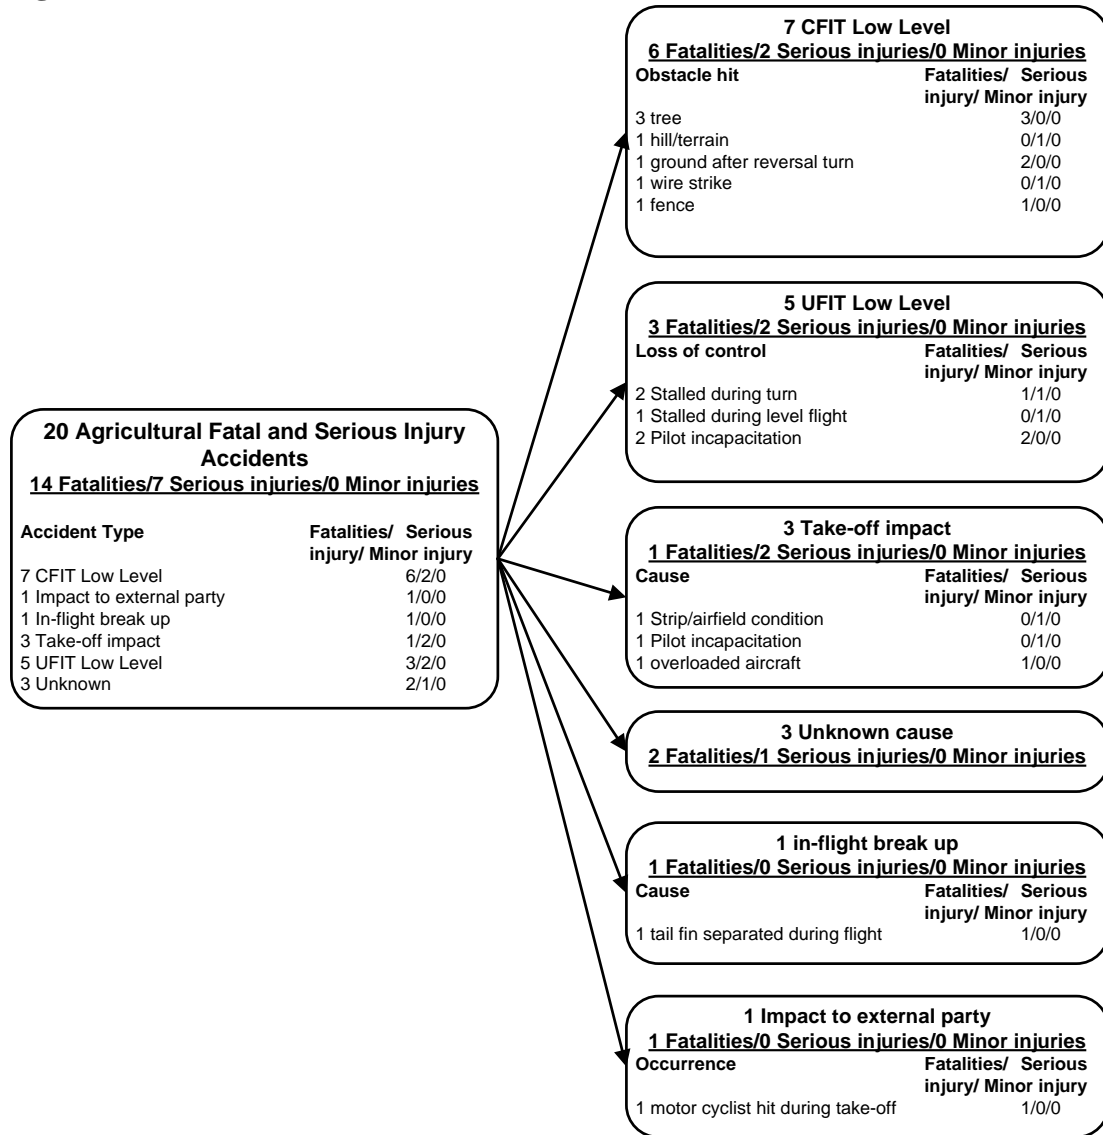 7 CFIT Low Level
6 Fatalities/2 Serious injuries/0 Minor injuries
Obstacle hit Fatalities/ Serious
injury/ Minor injury
3 tree 3/0/0
1 hill/terrain 0/1/0
1 ground after reversal turn 2/0/0
1 wire strike 0/1/0
1 fence 1/0/0
5 UFIT Low Level
3 Fatalities/2 Serious injuries/0 Minor injuries
Loss of control Fatalities/ Serious
injury/ Minor injury
2 Stalled during turn 1/1/0
1 Stalled during level flight 0/1/0
2 Pilot incapacitation 2/0/0
20 Agricultural Fatal and Serious Injury
Accidents
14 Fatalities/7 Serious injuries/0 Minor injuries
Accident Type Fatalities/ Serious
injury/ Minor injury
7 CFIT Low Level 6/2/0
1 Impact to external party 1/0/0
1 In-flight break up 1/0/0
3 Take-off impact 1/2/0
5 UFIT Low Level 3/2/0
3 Unknown 2/1/0
3 Take-off impact
1 Fatalities/2 Serious injuries/0 Minor injuries
Cause Fatalities/ Serious
injury/ Minor injury
1 Strip/airfield condition 0/1/0
1 Pilot incapacitation 0/1/0
1 overloaded aircraft 1/0/0
3 Unknown cause
2 Fatalities/1 Serious injuries/0 Minor injuries
1 in-flight break up
1 Fatalities/0 Serious injuries/0 Minor injuries
Cause Fatalities/ Serious
injury/ Minor injury
1 tail fin separated during flight 1/0/0
1 Impact to external party
1 Fatalities/0 Serious injuries/0 Minor injuries
Occurrence Fatalities/ Serious
injury/ Minor injury
1 motor cyclist hit during take-off 1/0/0